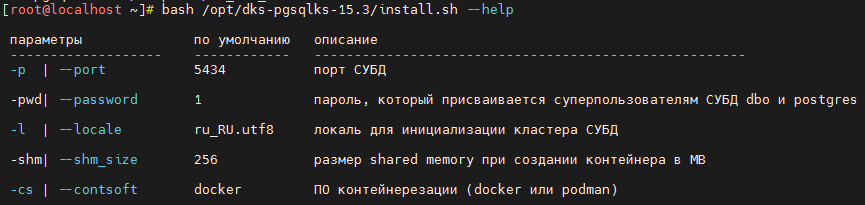 [root@localhost ~]# bash /opt/dks-pgsqlks-15.3/install.sh --help
параметры по умолчанию описание
------------------- ------------ ------------------------------------------------------
-p | --port 5434 порт СУБД
-pwd| --password 1 пароль, который присваивается суперпользователям СУБД dbo и postgres
-l | --locale ru_RU.utf8 локаль для инициализации кластера СУБД
-shm| --shm_size 256 размер shared memory при создании контейнера в MB
-cs | --contsoft docker ПО контейнерезации (docker или podman)